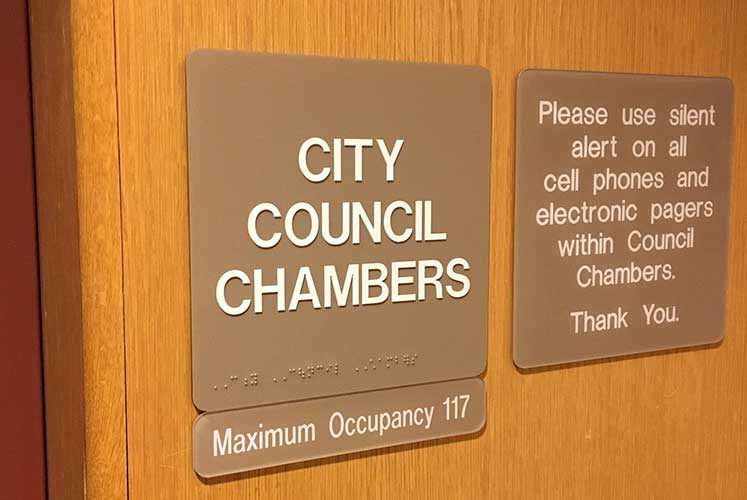 CITY
COUNCIL
CHAMBERS
Maximum Occupancy 117
Please use silent
alert on all
cell phones and
electronic pagers
within Council
Chambers.
Thank You.